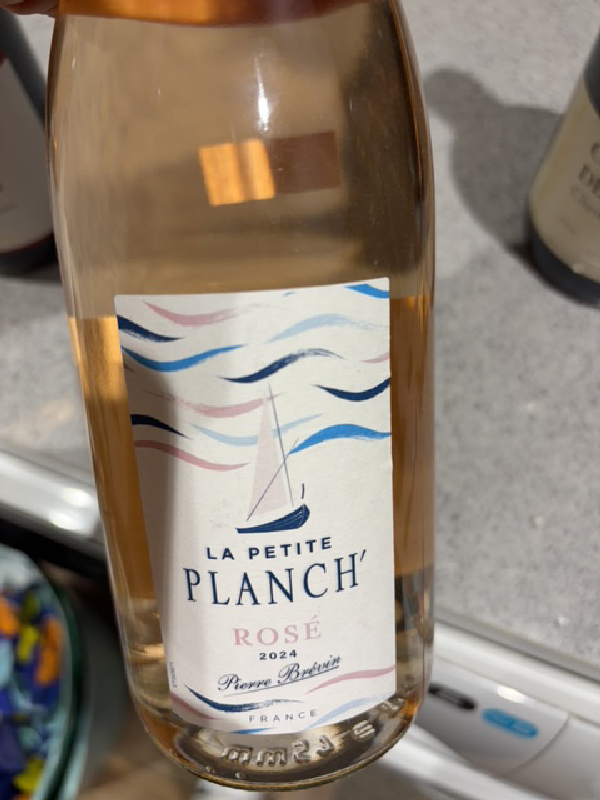 LA PETITE
PLANCH'
ROSÉ
2024
Pierre Brévin
FRANCE